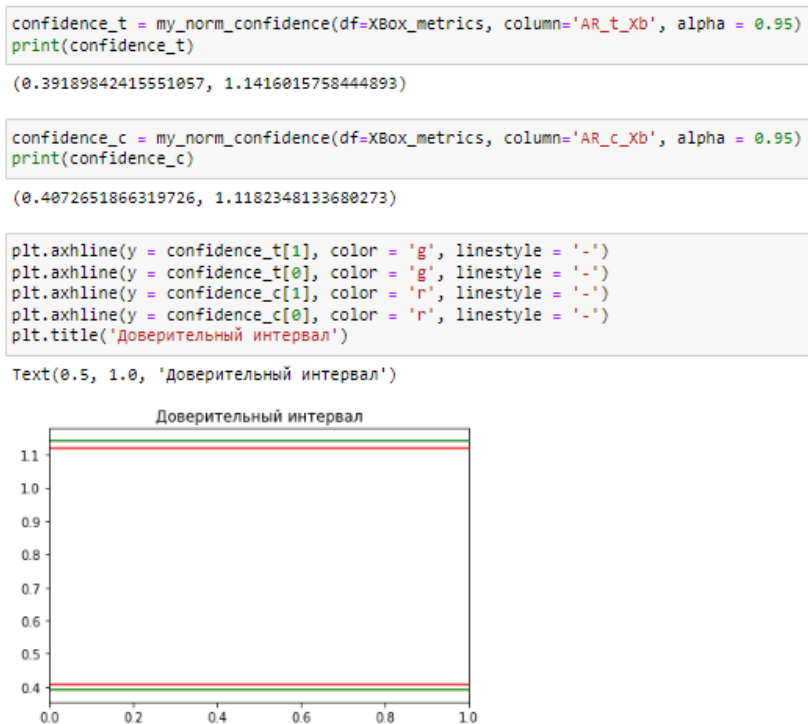 confidence_t = my_norm_confidence(df=XBox_metrics, column='AR_t_Xb', alpha = 0.95)
print(confidence_t)
(0.39189842415551057, 1.1416015758444893)
confidence_c = my_norm_confidence(df=XBox_metrics, column='AR_c_Xb', alpha = 0.95)
print(confidence_c)
(0.4072651866319726, 1.1182348133680273)
plt.axhline(y = confidence_t[1], color = 'g', linestyle = '-')
plt.axhline(y = confidence_t[0], color = 'g', linestyle = '-')
plt.axhline(y = confidence_c[1], color = 'r', linestyle = '-')
plt.axhline(y = confidence_c[0], color = 'r', linestyle = '-')
plt.title('Доверительный интервал')
Text(0.5, 1.0, 'Доверительный интервал')
Доверительный интервал
1.1
1.0
0.9
0.8
0.7
0.6
0.5
0.4
0.0 0.2 0.4 0.6 0.8 1.0